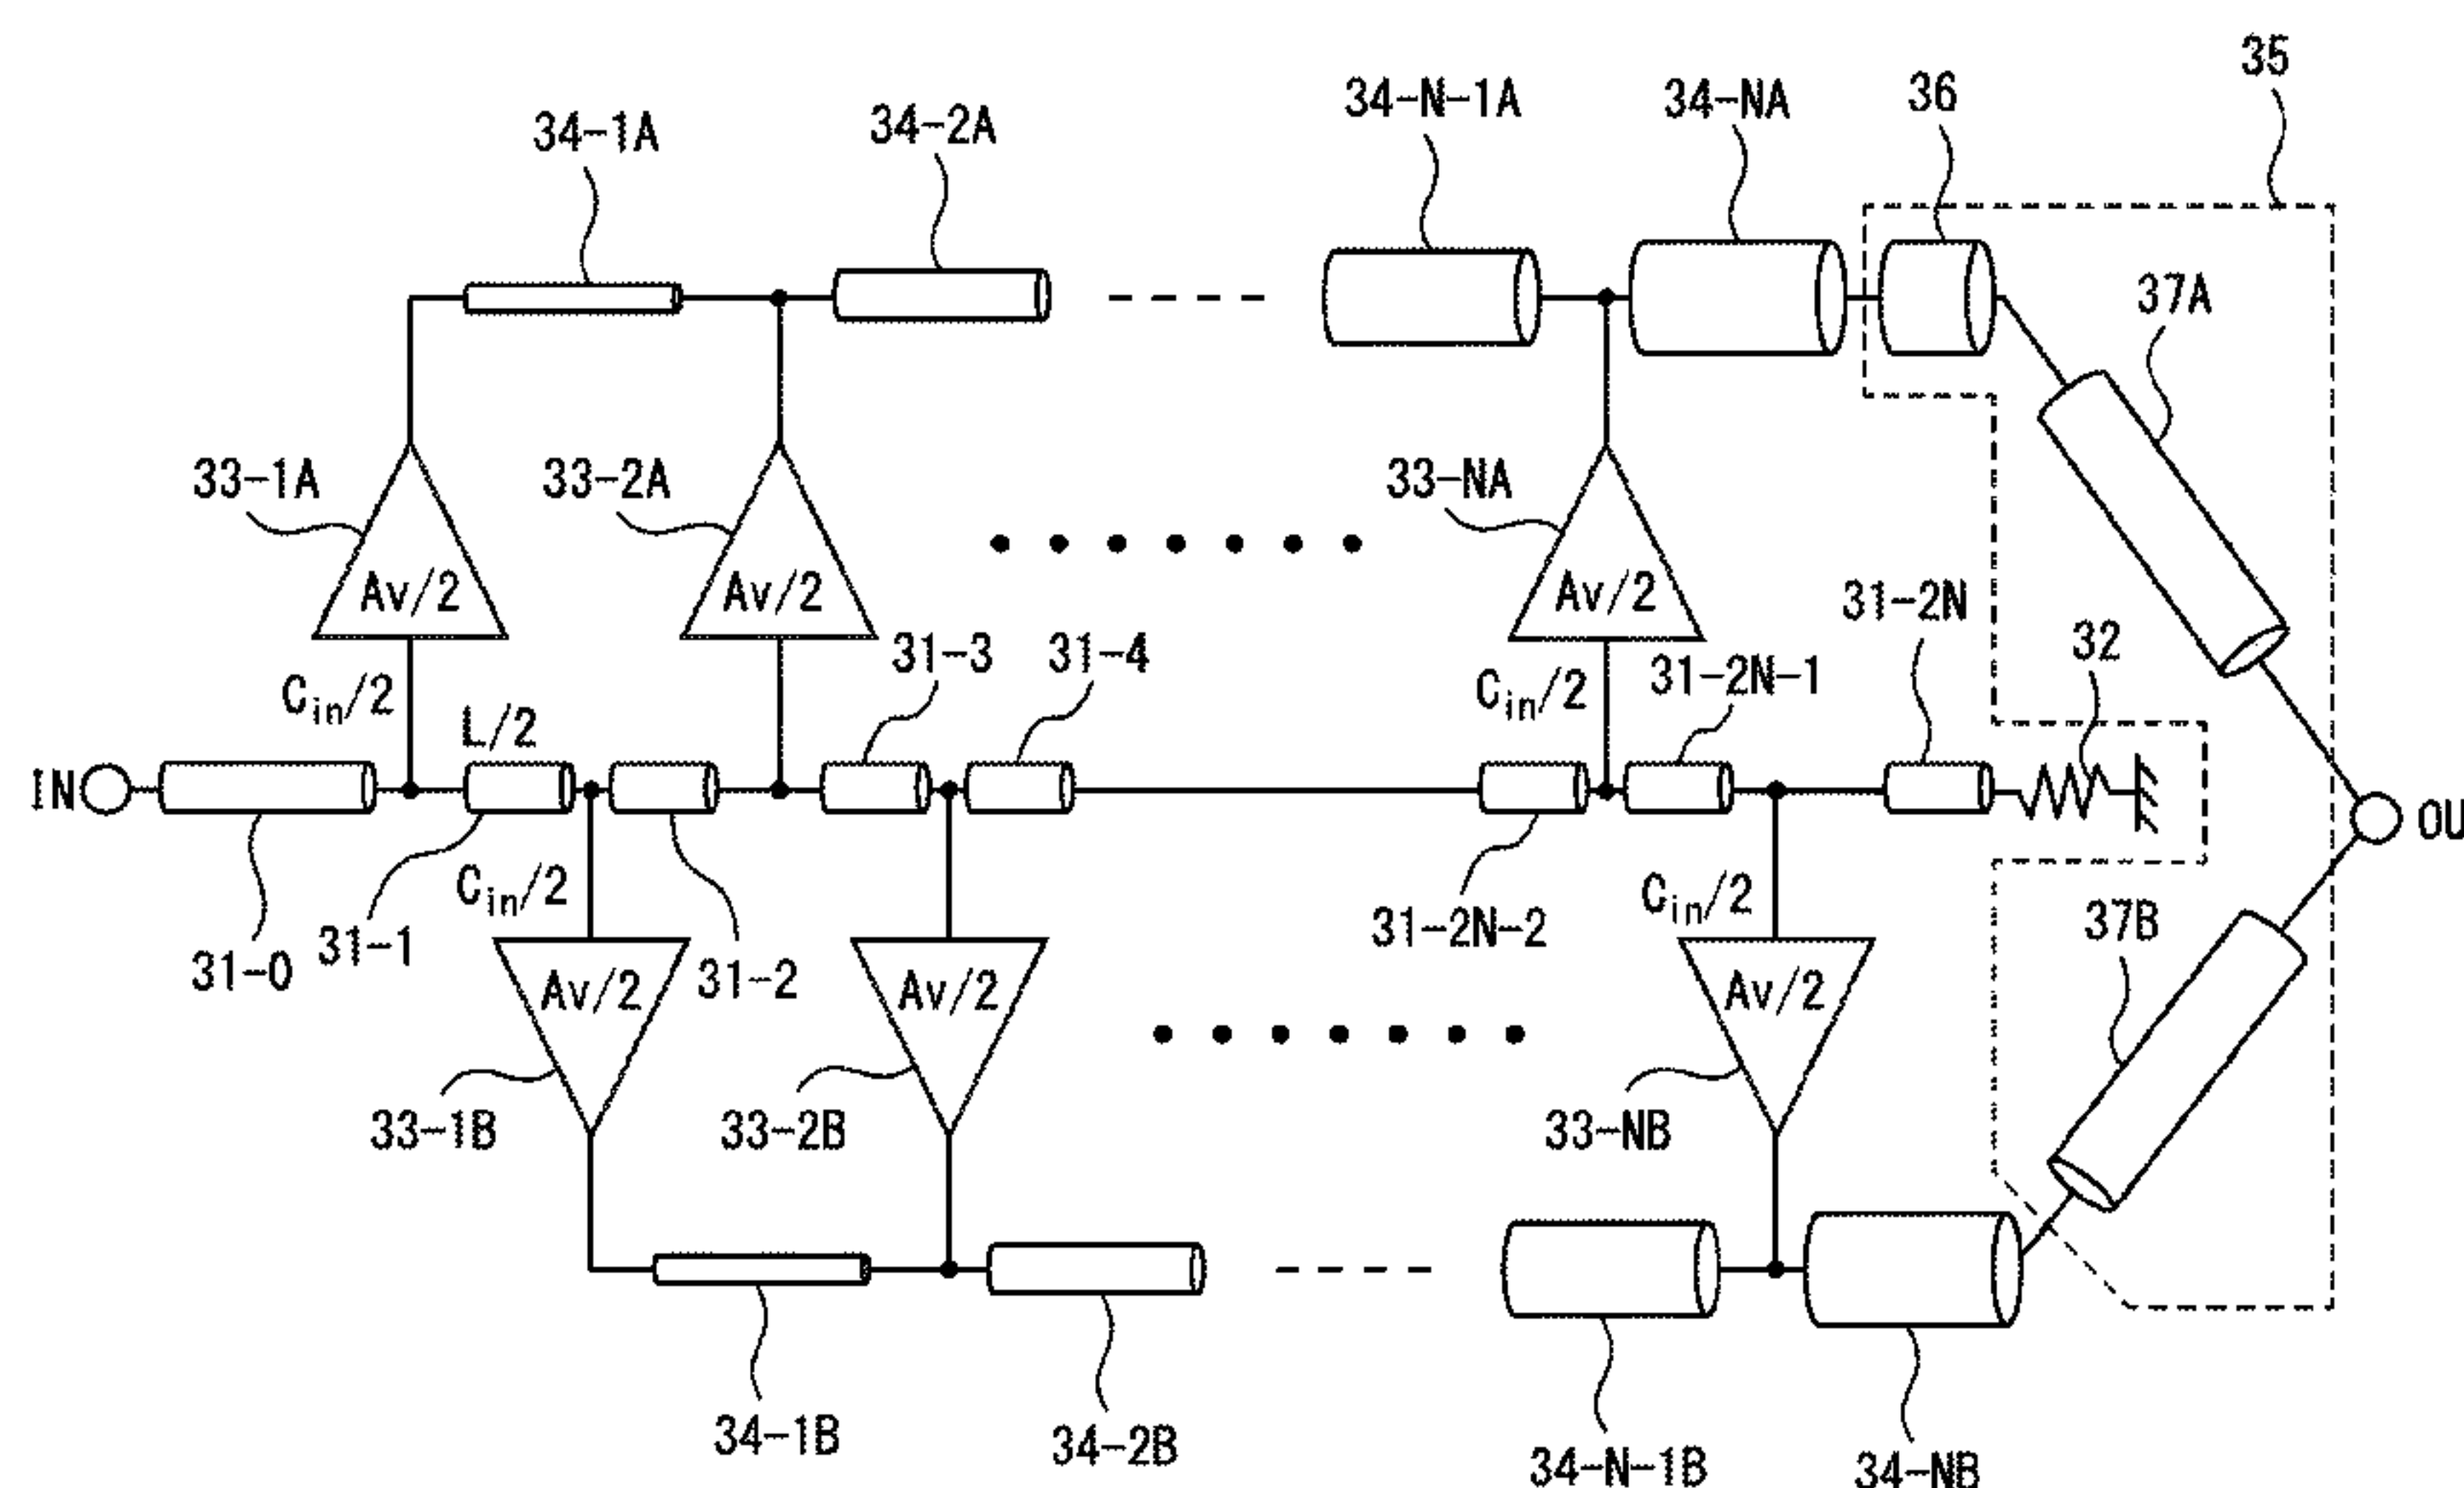 35
34-N-1A
34-NA
36
34-1A
34-2A
37A
33-1A
33-2A
33-NA
Av/2
Av/2
Av/2
31-2N
31-3
31-4
31-2N-1
32
Cin/2
L/2
Cin/2
IN
OU
Cin/2
Cin/2
31-0
31-1
31-2
31-2N-2
37B
Av/2
Av/2
Av/2
33-1B
33-2B
33-NB
34-1B
34-2B
34-N-1B
34-NB